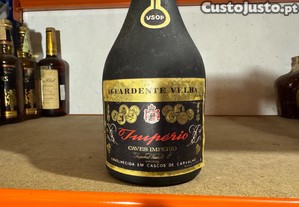 CustoJusto.pt
VSOP
AGUARDENTE VELHA
Império
CAVES IMPÉRIO
ENVELHECIDA EM CASCOS DE CARVALHO